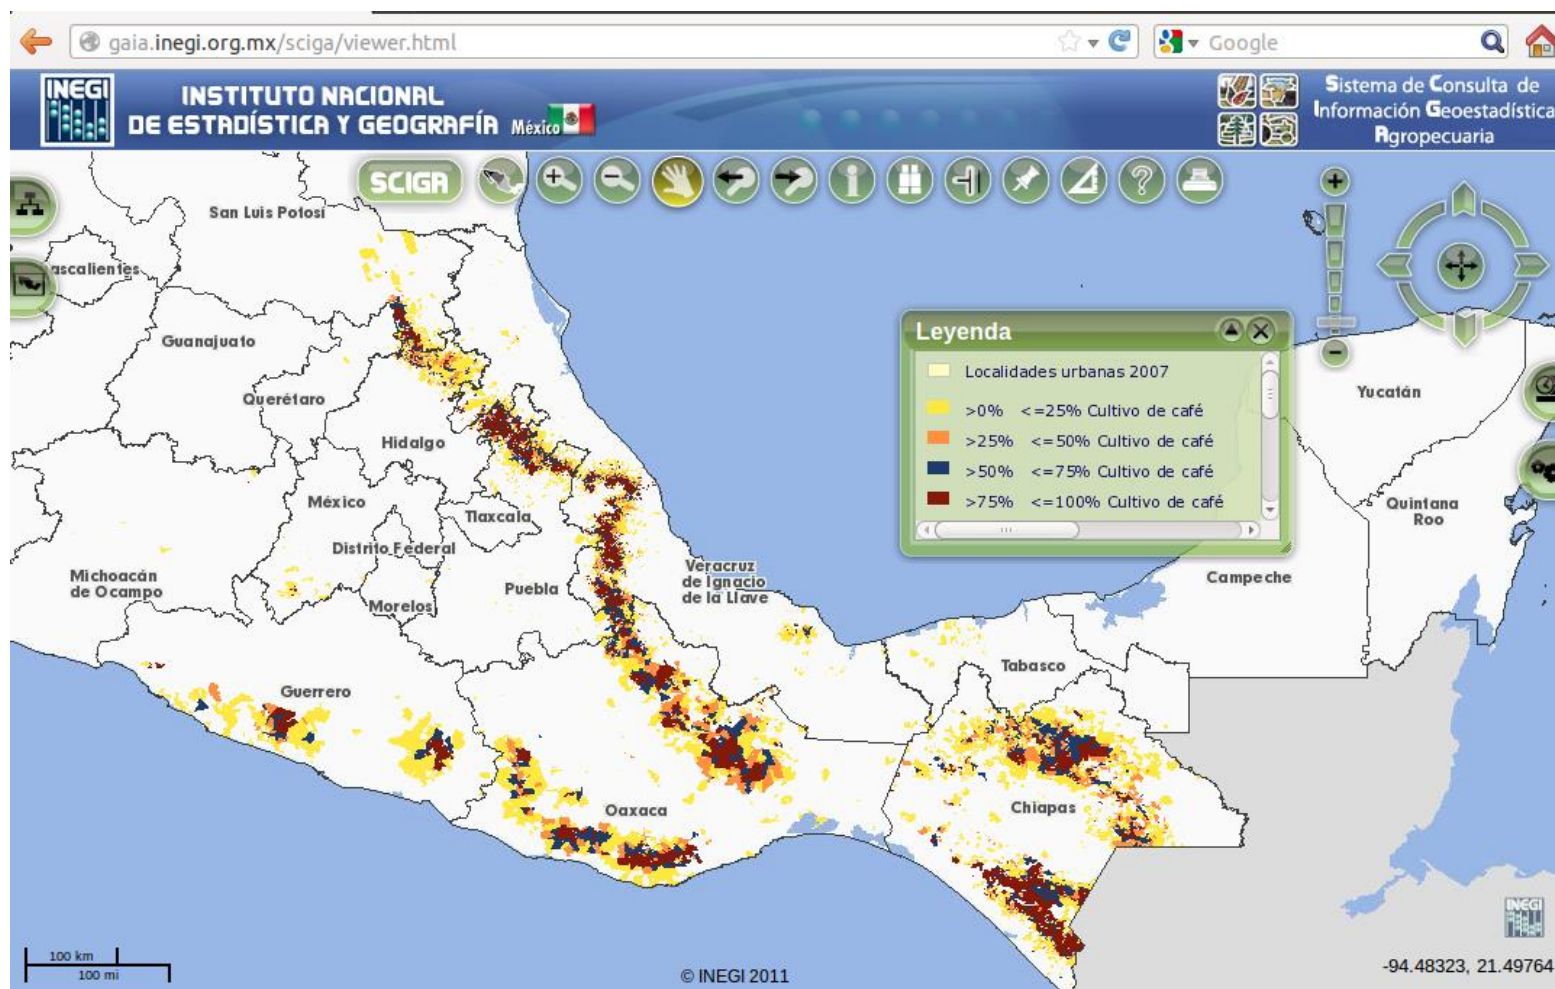 gaia.inegi.org.mx/sciga/viewer.html
Google
INEGI
INSTITUTO NACIONAL
DE ESTADÍSTICA Y GEOGRAFÍA México
Sistema de Consulta de
Información Geoestadística
Agropecuaria
SCIGA
San Luis Potosí
ascalientes
Guanajuato
Querétaro
Hidalgo
México
Tlaxcala
Distrito Federal
Michoacán
de Ocampo
Morelos
Puebla
Veracruz
de Ignacio
de la Llave
Guerrero
Oaxaca
Tabasco
Chiapas
Campeche
Yucatán
Quintana
Roo
Leyenda
Localidades urbanas 2007
>0% <=25% Cultivo de café
>25% <=50% Cultivo de café
>50% <=75% Cultivo de café
>75% <=100% Cultivo de café
INEGI
100 km
100 mi
© INEGI 2011
-94.48323, 21.49764